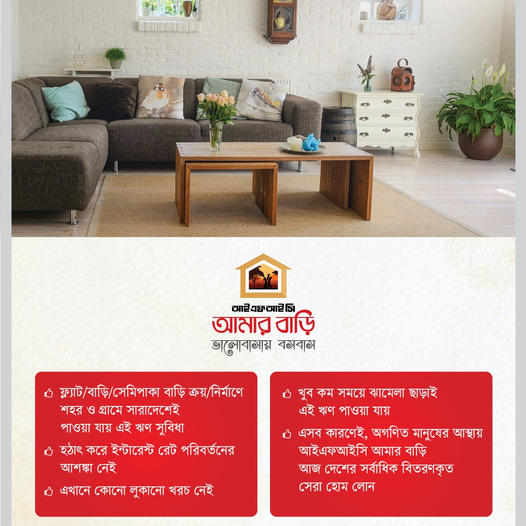 আইএফআইসি
আমার বাড়ি
ভালোবাসায় বসবাস
ফ্ল্যাট/বাড়ি/সেমিপাকা বাড়ি ক্রয়/নির্মাণে
শহর ও গ্রামে সারাদেশেই
পাওয়া যায় এই ঋণ সুবিধা
হঠাৎ করে ইন্টারেস্ট রেট পরিবর্তনের
আশঙ্কা নেই
এখানে কোনো লুকানো খরচ নেই
খুব কম সময়ে ঝামেলা ছাড়াই
এই ঋণ পাওয়া যায়
এসব কারণেই, অগণিত মানুষের আস্থায়
আইএফআইসি আমার বাড়ি
আজ দেশের সর্বাধিক বিতরণকৃত
সেরা হোম লোন